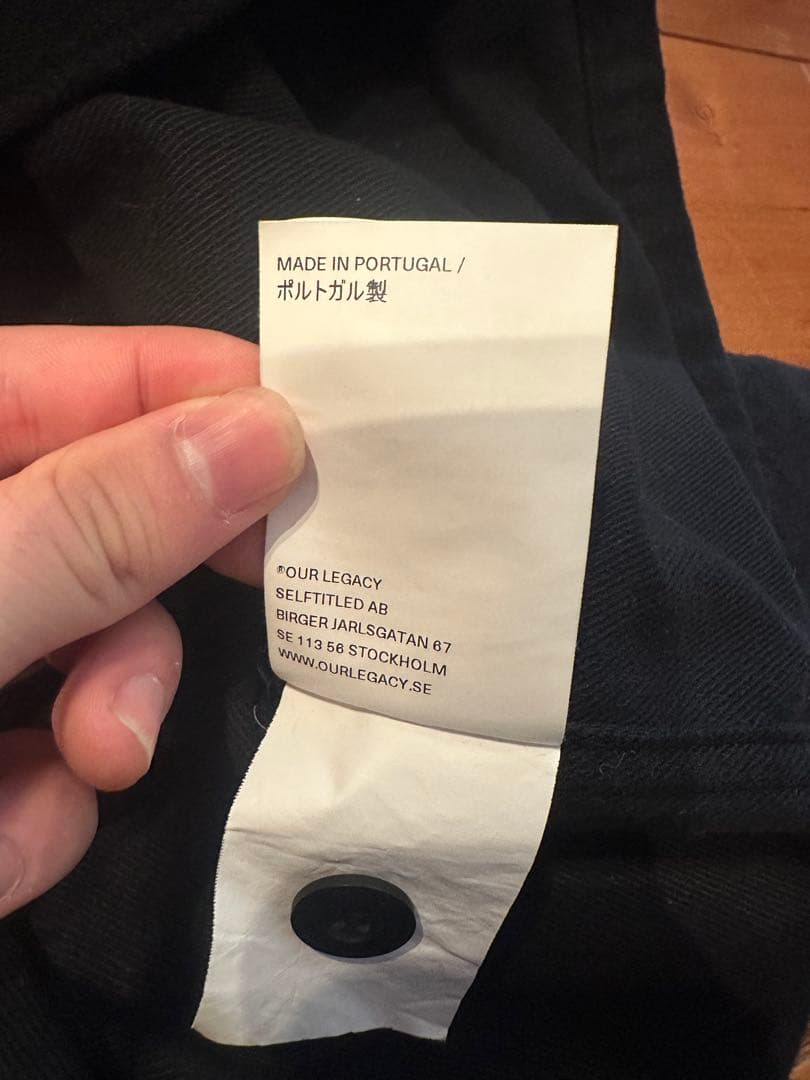 MADE IN PORTUGAL /
ポルトガル製
®OUR LEGACY
SELFTITLED AB
BIRGER JARLSGATAN 67
SE 113 56 STOCKHOLM
WWW.OURLEGACY.SE